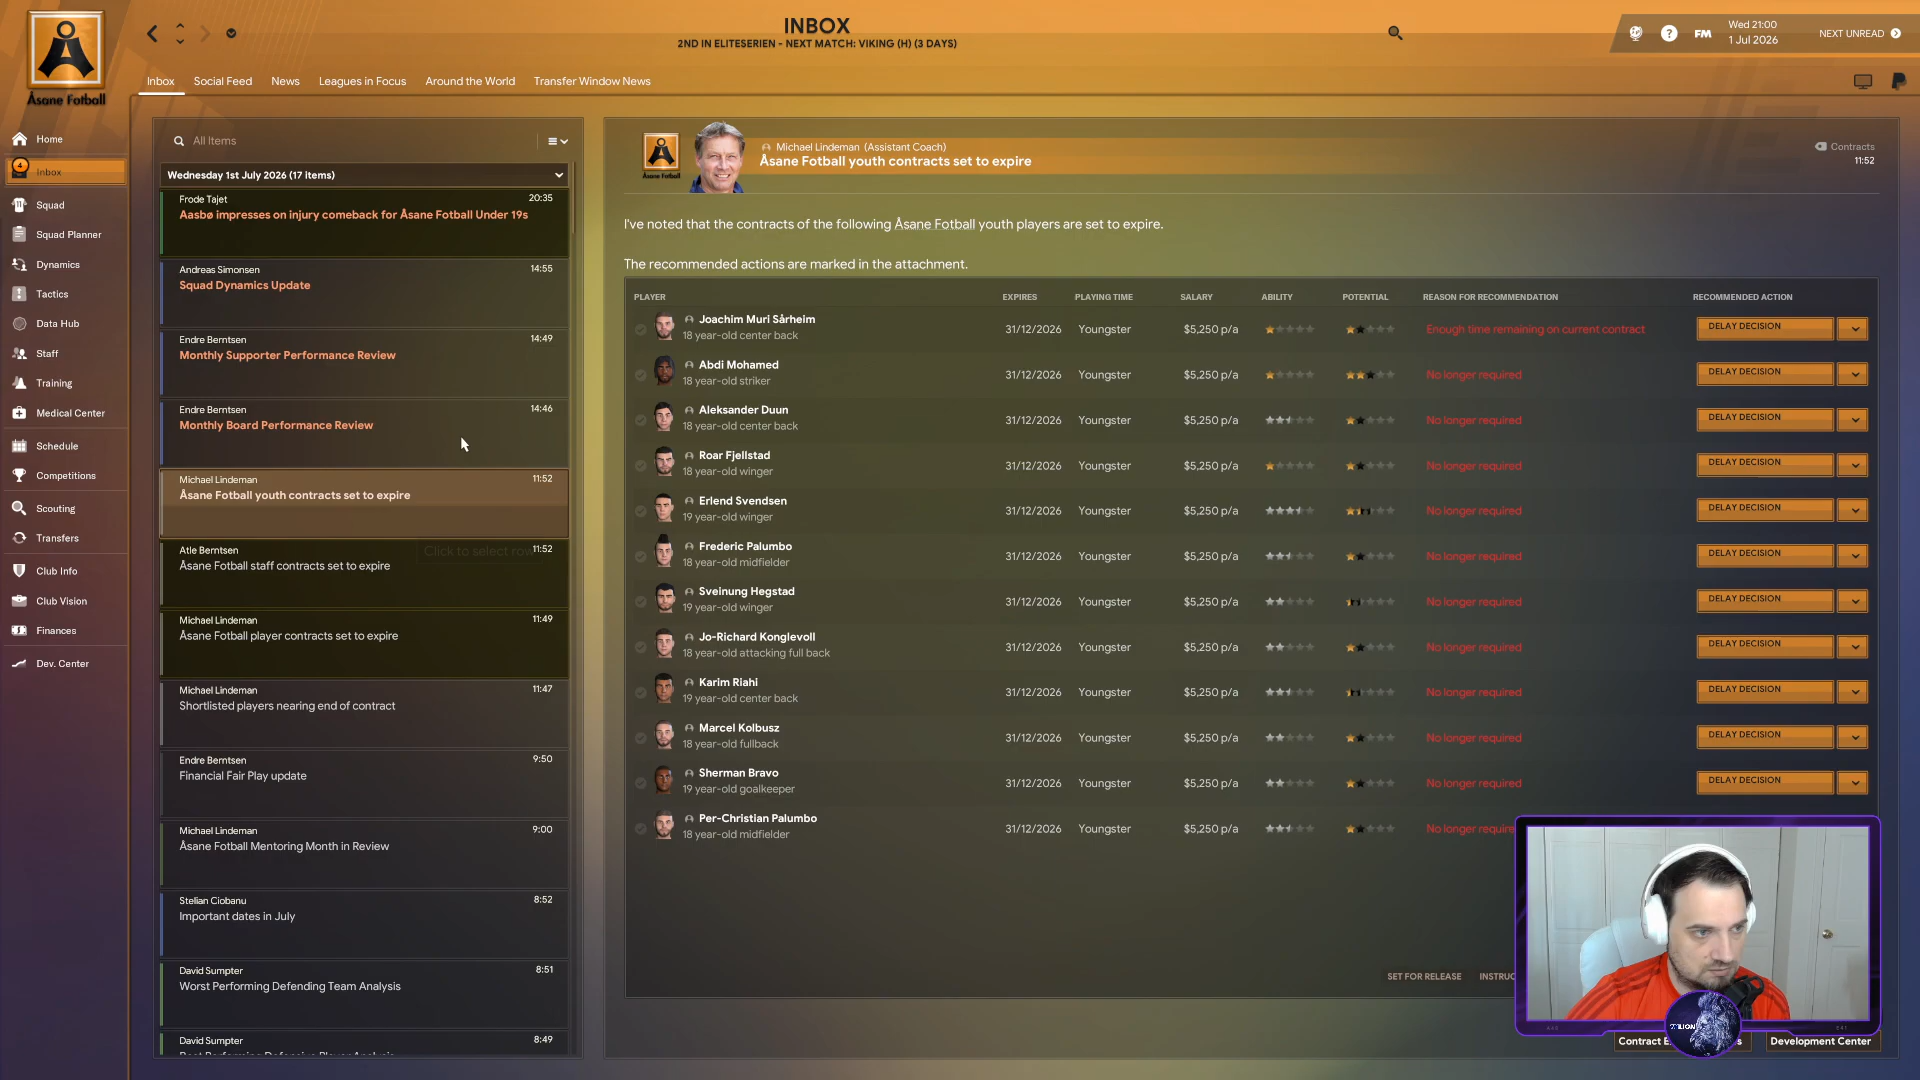 INBOX
2ND IN ELITESERIEN - NEXT MATCH: VIKING (H) (3 DAYS)
FM
Wed 21:00
1 Jul 2026
NEXT UNREAD
Åsane Fotball
Inbox
Social Feed
News
Leagues in Focus
Around the World
Transfer Window News
Home
4
Inbox
Squad
Squad Planner
Dynamics
Tactics
Data Hub
Staff
Training
Medical Center
Schedule
Competitions
Scouting
Transfers
Club Info
Club Vision
Finances
Dev. Center
All Items
Wednesday 1st July 2026 (17 items)
Frode Tajet 20:35
Aasbø impresses on injury comeback for Åsane Fotball Under 19s
Andreas Simonsen 14:55
Squad Dynamics Update
Endre Berntsen 14:49
Monthly Supporter Performance Review
Endre Berntsen 14:46
Monthly Board Performance Review
Michael Lindeman 11:52
Åsane Fotball youth contracts set to expire
Click to select row
Atle Berntsen 11:52
Åsane Fotball staff contracts set to expire
Michael Lindeman 11:49
Åsane Fotball player contracts set to expire
Michael Lindeman 11:47
Shortlisted players nearing end of contract
Endre Berntsen 9:50
Financial Fair Play update
Michael Lindeman 9:00
Åsane Fotball Mentoring Month in Review
Stelian Ciobanu 8:52
Important dates in July
David Sumpter 8:51
Worst Performing Defending Team Analysis
David Sumpter 8:49
Åsane Fotball
Michael Lindeman (Assistant Coach)
Åsane Fotball youth contracts set to expire
Contracts
11:52
I've noted that the contracts of the following Åsane Fotball youth players are set to expire.
The recommended actions are marked in the attachment.
PLAYER EXPIRES PLAYING TIME SALARY ABILITY POTENTIAL REASON FOR RECOMMENDATION RECOMMENDED ACTION
Joachim Muri Sårheim
18 year-old center back
31/12/2026 Youngster $5,250 p/a Enough time remaining on current contract DELAY DECISION
Abdi Mohamed
18 year-old striker
31/12/2026 Youngster $5,250 p/a No longer required DELAY DECISION
Aleksander Duun
18 year-old center back
31/12/2026 Youngster $5,250 p/a No longer required DELAY DECISION
Roar Fjellstad
18 year-old winger
31/12/2026 Youngster $5,250 p/a No longer required DELAY DECISION
Erlend Svendsen
19 year-old winger
31/12/2026 Youngster $5,250 p/a No longer required DELAY DECISION
Frederic Palumbo
18 year-old midfielder
31/12/2026 Youngster $5,250 p/a No longer required DELAY DECISION
Sveinung Hegstad
19 year-old winger
31/12/2026 Youngster $5,250 p/a No longer required DELAY DECISION
Jo-Richard Konglevoll
18 year-old attacking full back
31/12/2026 Youngster $5,250 p/a No longer required DELAY DECISION
Karim Riahi
19 year-old center back
31/12/2026 Youngster $5,250 p/a No longer required DELAY DECISION
Marcel Kolbusz
18 year-old fullback
31/12/2026 Youngster $5,250 p/a No longer required DELAY DECISION
Sherman Bravo
19 year-old goalkeeper
31/12/2026 Youngster $5,250 p/a No longer required DELAY DECISION
Per-Christian Palumbo
18 year-old midfielder
31/12/2026 Youngster $5,250 p/a No longer require
SET FOR RELEASE INSTRUC
Contract E
Development Center